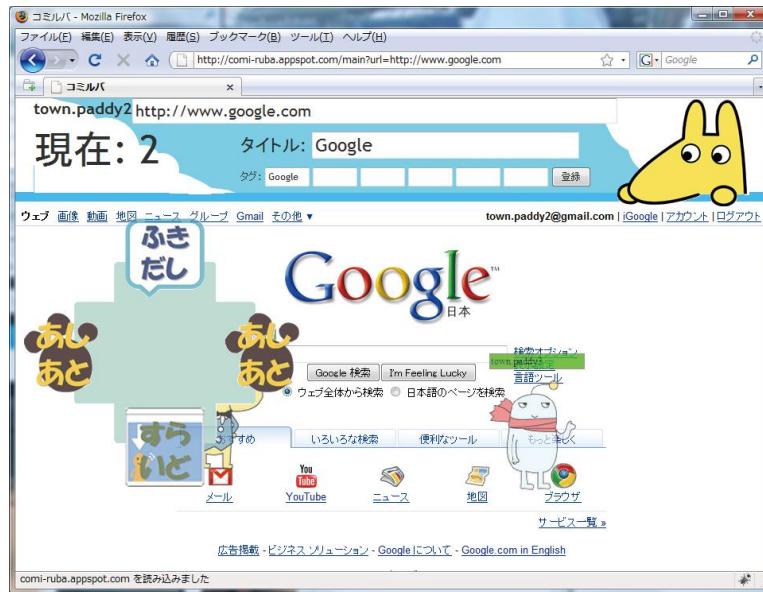 コミルバ - Mozilla Firefox
ファイル(F) 編集(E) 表示(V) 履歴(S) ブックマーク(B) ツール(T) ヘルプ(H)
http://comi-ruba.appspot.com/main?url=http://www.google.com
Google
コミルバ
town.paddy2 http://www.google.com
現在: 2
タイトル: Google
タグ: Google 登録
ウェブ 画像 動画 地図 ニュース グループ Gmail その他 ▼ town.paddy2@gmail.com | iGoogle | アカウント | ログアウト
ふき
だし
Google™
日本
あし
あと
あし
あと
検索オプション
town.paddy2
言語ツール
Google 検索 I'm Feeling Lucky
ウェブ全体から検索 日本語のページを検索
すら
いど
すめ いろいろな検索 便利なツール もっと楽しく
You
Tube
メール YouTube ニュース 地図 ブラウザ
サービス一覧 »
広告掲載 - ビジネス ソリューション - Google について - Google.com in English
comi-ruba.appspot.com を読み込みました